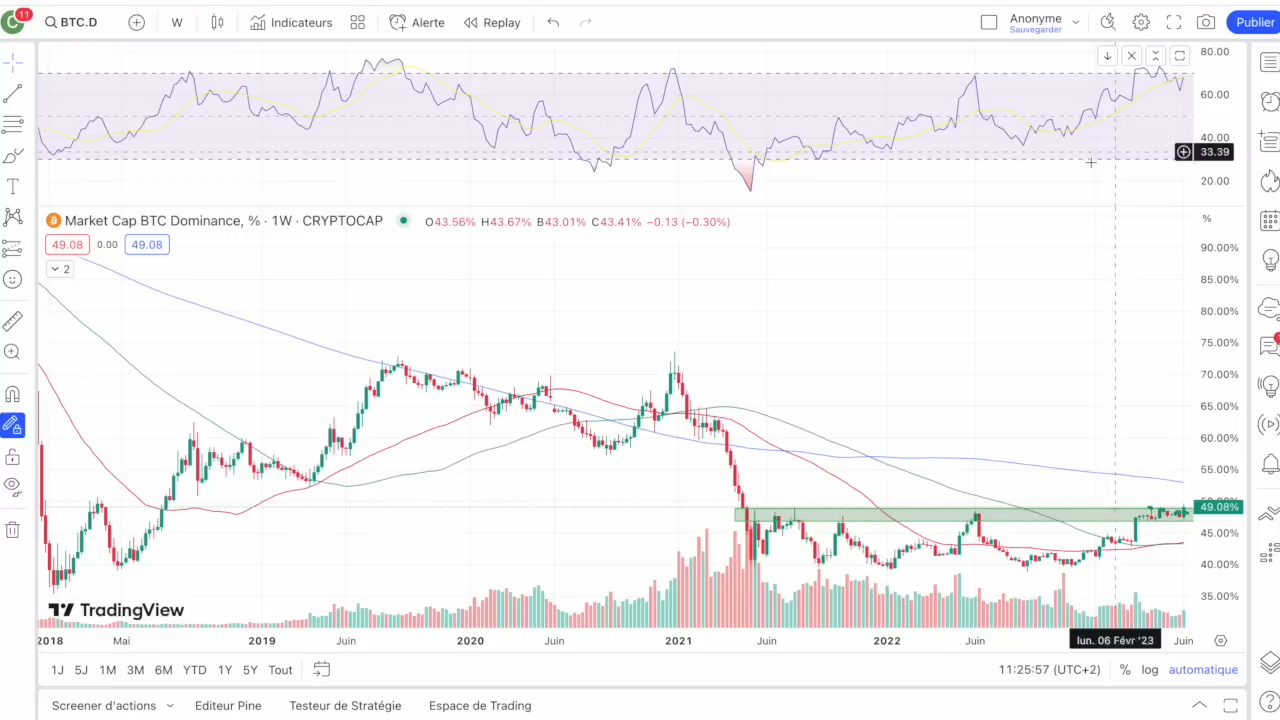 C 11 BTC.D W Indicateurs Alerte Replay Anonyme Publier
Sauvegarder
80.00
60.00
40.00
33.39
20.00
Market Cap BTC Dominance, % · 1W · CRYPTOCAP O43.56% H43.67% B43.01% C43.41% −0.13 (−0.30%)
%
49.08 0.00 49.08
2
90.00%
85.00%
80.00%
75.00%
70.00%
65.00%
60.00%
55.00%
50.00%
49.08%
45.00%
40.00%
35.00%
TradingView
2018 Mai 2019 Juin 2020 Juin 2021 Juin 2022 Juin lun. 06 Févr '23 Juin
1J 5J 1M 3M 6M YTD 1Y 5Y Tout 11:25:57 (UTC+2) % log automatique
Screener d'actions Editeur Pine Testeur de Stratégie Espace de Trading